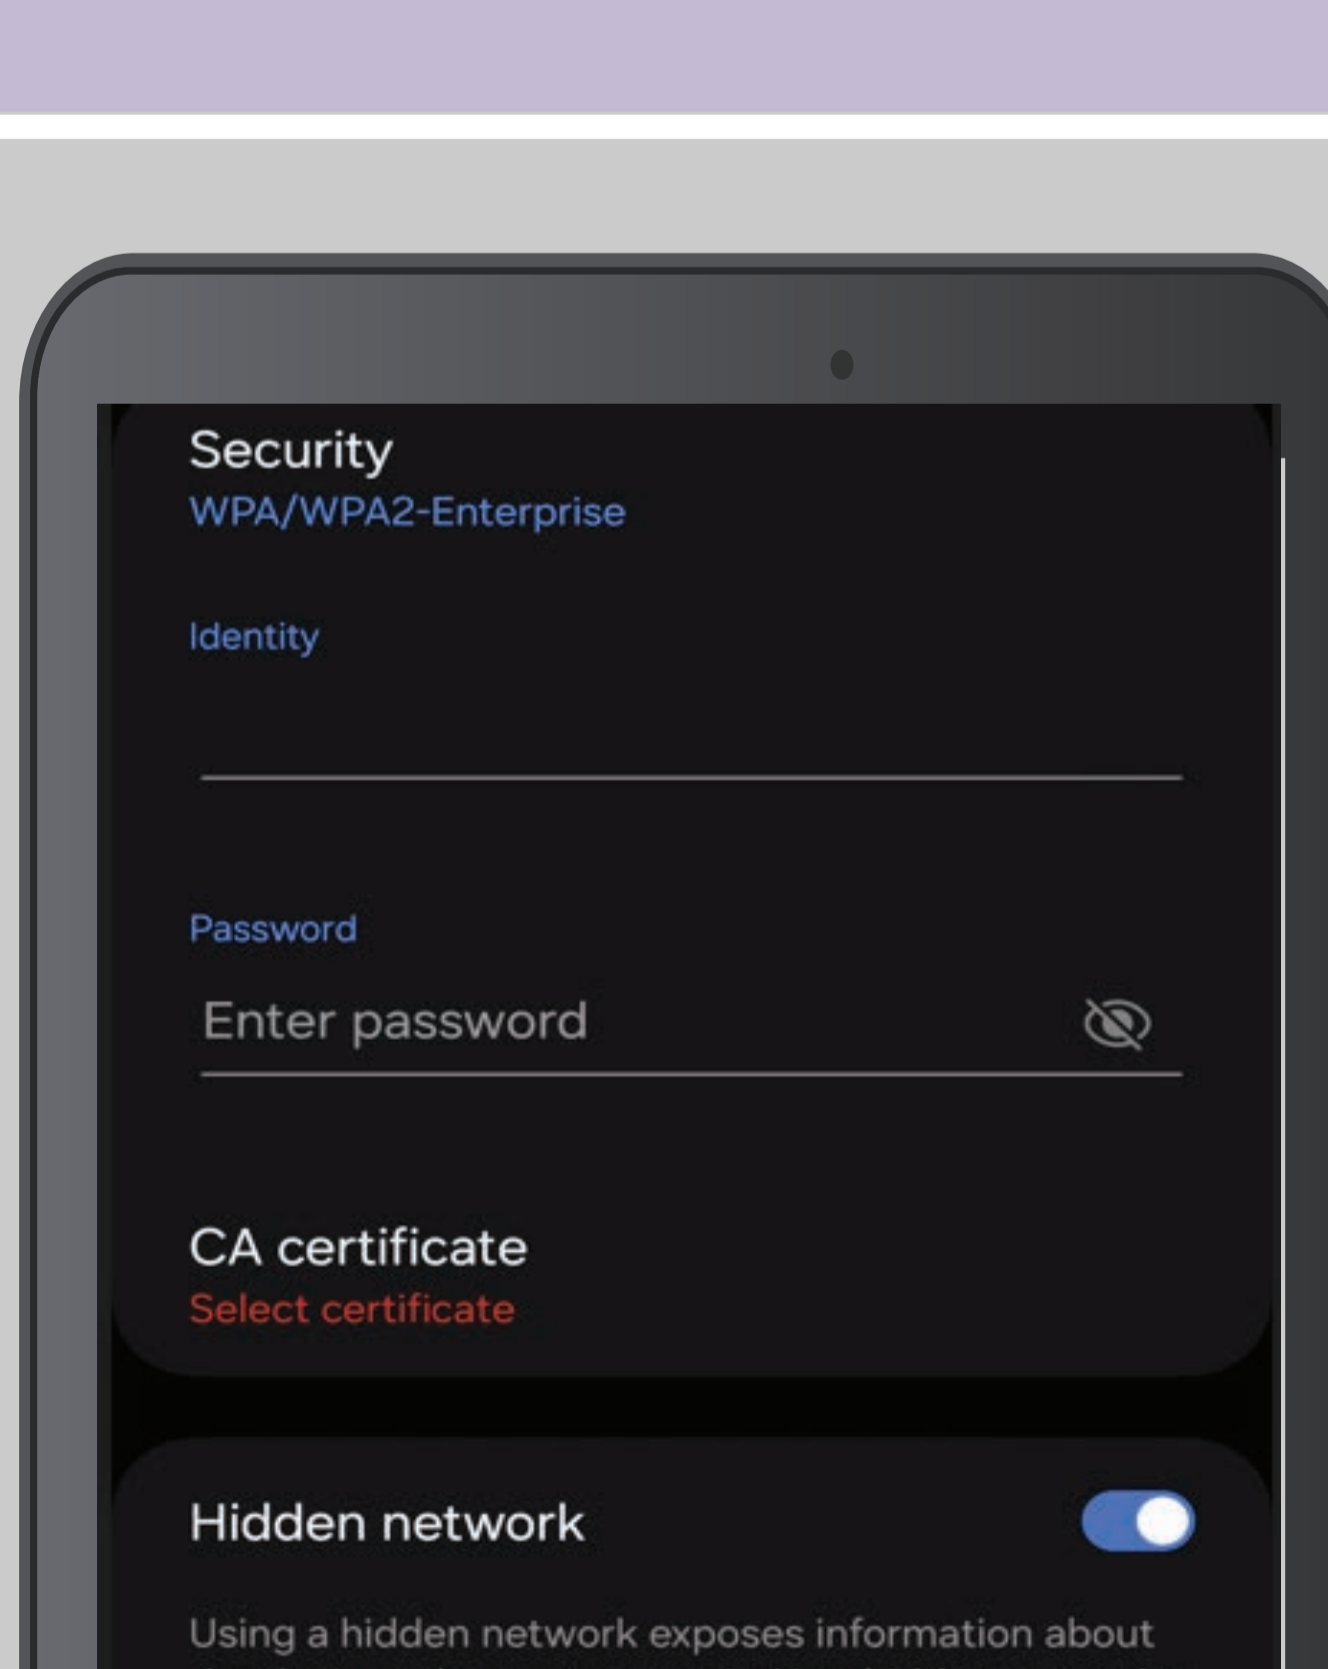 Security
WPA/WPA2-Enterprise
Identity
Password
Enter password
CA certificate
Select certificate
Hidden network
Using a hidden network exposes information about